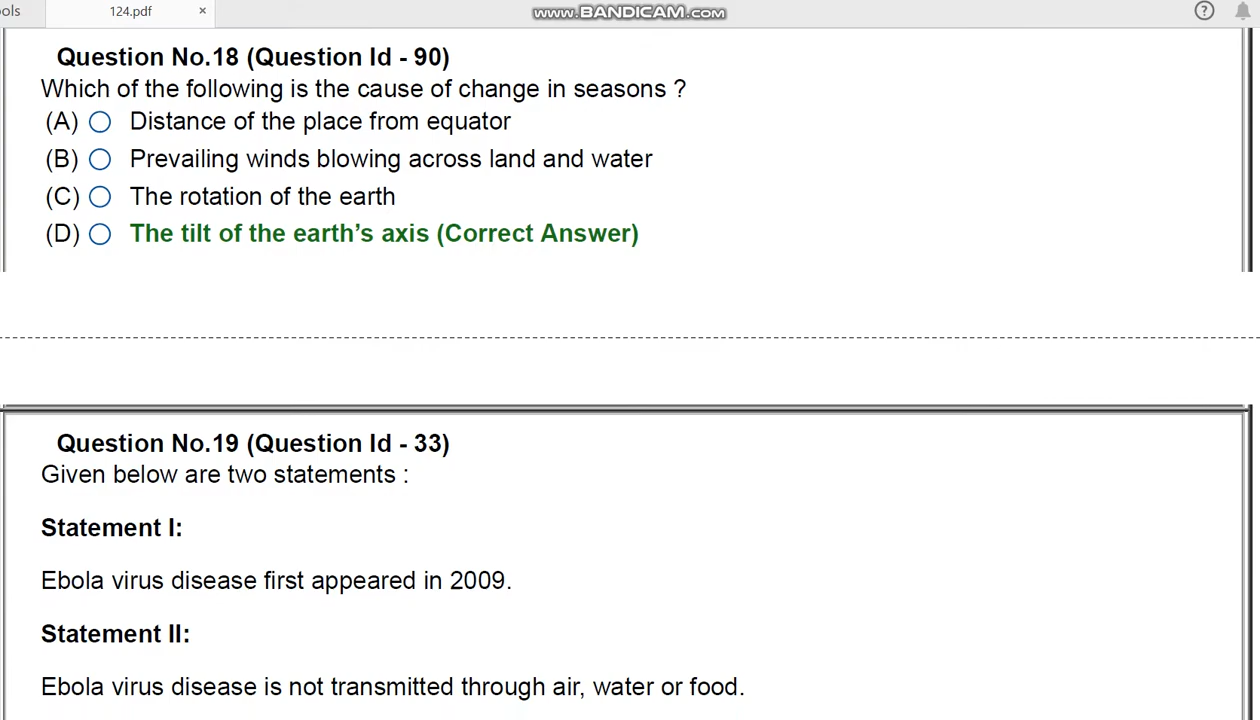 ols 124.pdf × www.BANDICAM.com ?
Question No.18 (Question Id - 90)
Which of the following is the cause of change in seasons ?
(A) Distance of the place from equator
(B) Prevailing winds blowing across land and water
(C) The rotation of the earth
(D) The tilt of the earth’s axis (Correct Answer)
Question No.19 (Question Id - 33)
Given below are two statements :
Statement I:
Ebola virus disease first appeared in 2009.
Statement II:
Ebola virus disease is not transmitted through air, water or food.